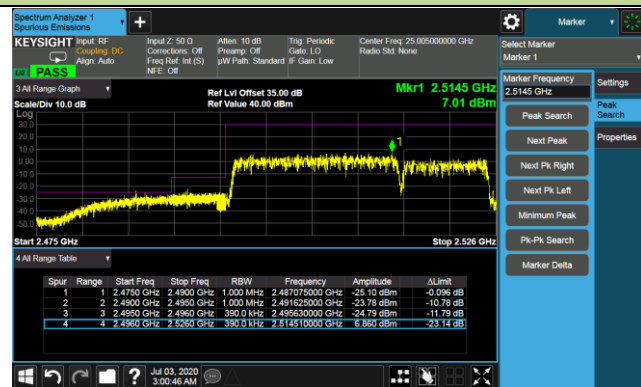 Spectrum Analyzer 1
Spurious Emissions
KEYSIGHT
Input: RF
Coupling: DC
Align: Auto
Input Z: 50 Ω
Corrections: Off
Freq Ref: Int (S)
NFE: Off
Atten: 10 dB
Preamp: Off
µW Path: Standard
Trig: Periodic
Gate: LO
IF Gain: Low
Center Freq: 25.005000000 GHz
Radio Std: None
PASS
3 All Range Graph
Scale/Div 10.0 dB
Ref Lvl Offset 35.00 dB
Ref Value 40.00 dBm
Mkr1 2.5145 GHz
7.01 dBm
Log
30.0
20.0
10.0
0.00
-10.0
-20.0
-30.0
-40.0
-50.0
1
Start 2.475 GHz
Stop 2.526 GHz
4 All Range Table
Spur Range Start Freq Stop Freq RBW Frequency Amplitude ΔLimit
1 1 2.4750 GHz 2.4900 GHz 1.000 MHz 2.487075000 GHz -25.10 dBm -0.096 dB
2 2 2.4900 GHz 2.4950 GHz 1.000 MHz 2.491625000 GHz -23.78 dBm -10.78 dB
3 3 2.4950 GHz 2.4960 GHz 390.0 kHz 2.495630000 GHz -24.79 dBm -11.79 dB
4 4 2.4960 GHz 2.5260 GHz 390.0 kHz 2.514510000 GHz 6.860 dBm -23.14 dB
Jul 03, 2020
3:00:46 AM
Marker
Select Marker
Marker 1
Marker Frequency
2.5145 GHz
Peak Search
Next Peak
Next Pk Right
Next Pk Left
Minimum Peak
Pk-Pk Search
Marker Delta
Settings
Peak
Search
Properties